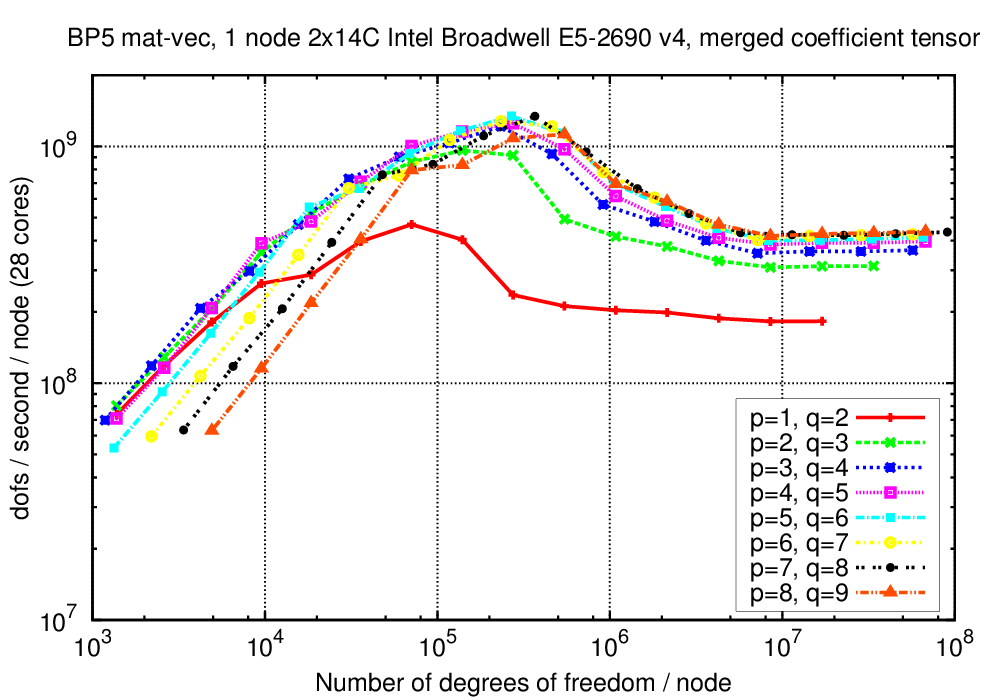 BP5 mat-vec, 1 node 2x14C Intel Broadwell E5-2690 v4, merged coefficient tensor
dofs / second / node (28 cores)
10^9
10^8
10^7
p=1, q=2
p=2, q=3
p=3, q=4
p=4, q=5
p=5, q=6
p=6, q=7
p=7, q=8
p=8, q=9
10^3 10^4 10^5 10^6 10^7 10^8
Number of degrees of freedom / node